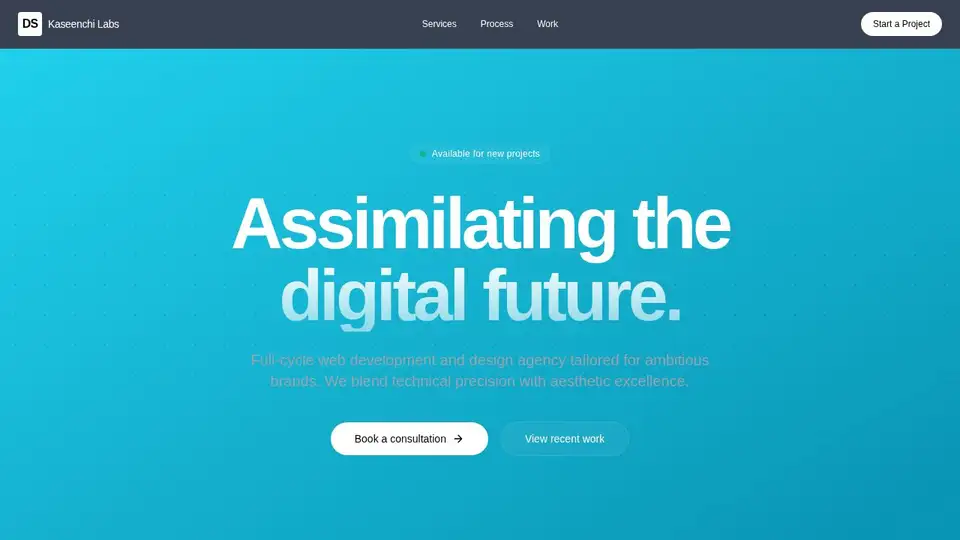 DS Kaseenchi Labs
Services
Process
Work
Start a Project
Available for new projects
Assimilating the
digital future.
Full-cycle web development and design agency tailored for ambitious
brands. We blend technical precision with aesthetic excellence.
Book a consultation →
View recent work